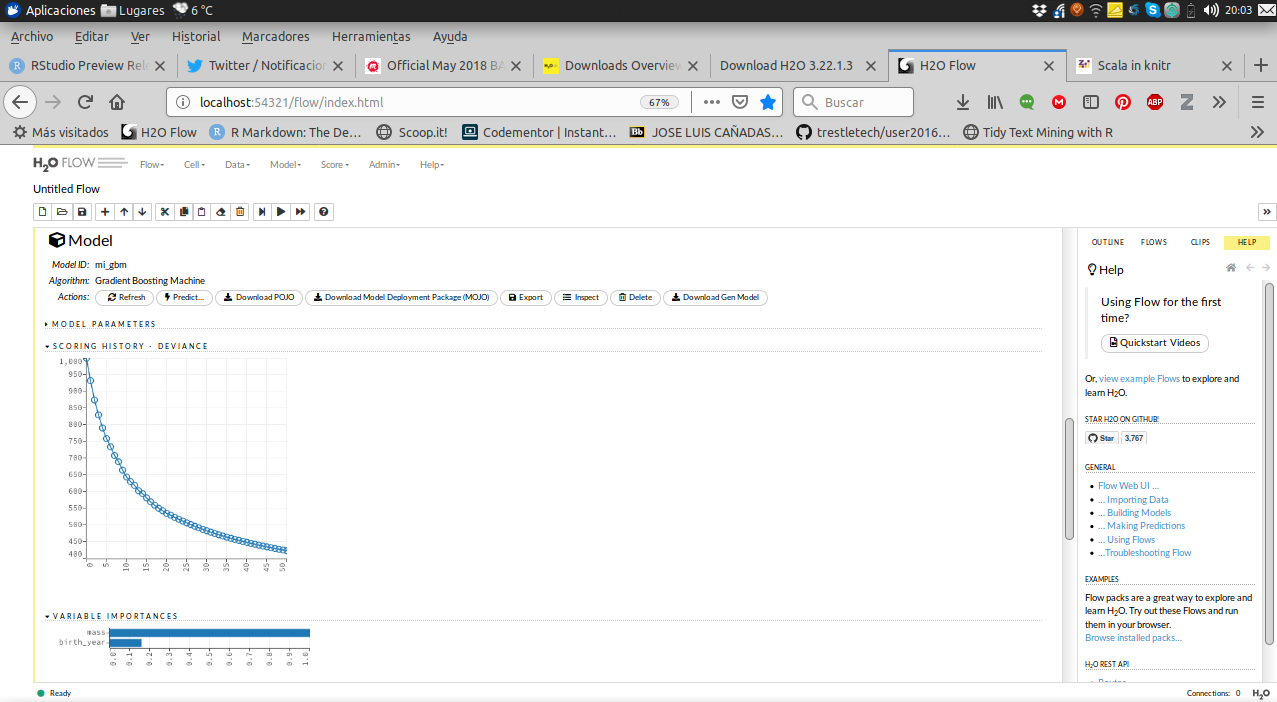 Aplicaciones Lugares 6 °C 20:03
Archivo Editar Ver Historial Marcadores Herramientas Ayuda
RStudio Preview Rel Twitter / Notificacion Official May 2018 BA Downloads Overview Download H2O 3.22.1.3 H2O Flow Scala in knitr
localhost:54321/flow/index.html 67% Buscar
Más visitados H2O Flow R Markdown: The De... Scoop.it! Codementor | Instant... JOSE LUIS CAÑADAS... trestletech/user2016... Tidy Text Mining with R
H2O FLOW Flow Cell Data Model Score Admin Help
Untitled Flow
OUTLINE FLOWS CLIPS HELP
Model
Model ID: mi_gbm
Algorithm: Gradient Boosting Machine
Actions: Refresh Predict... Download POJO Download Model Deployment Package (MOJO) Export Inspect Delete Download Gen Model
MODEL PARAMETERS
SCORING HISTORY - DEVIANCE
1,000
950
900
850
800
750
700
650
600
550
500
450
400
0 5 10 15 20 25 30 35 40 45 50
VARIABLE IMPORTANCES
mass
birth_year
0.0 0.1 0.2 0.3 0.4 0.5 0.6 0.7 0.8 0.9 1.0
Help
Using Flow for the first
time?
Quickstart Videos
Or, view example Flows to explore and
learn H2O.
STAR H2O ON GITHUB!
Star 3,767
GENERAL
Flow Web UI ...
... Importing Data
... Building Models
... Making Predictions
... Using Flows
...Troubleshooting Flow
EXAMPLES
Flow packs are a great way to explore and
learn H2O. Try out these Flows and run
them in your browser.
Browse installed packs...
H2O REST API
Ready Connections: 0 H2O